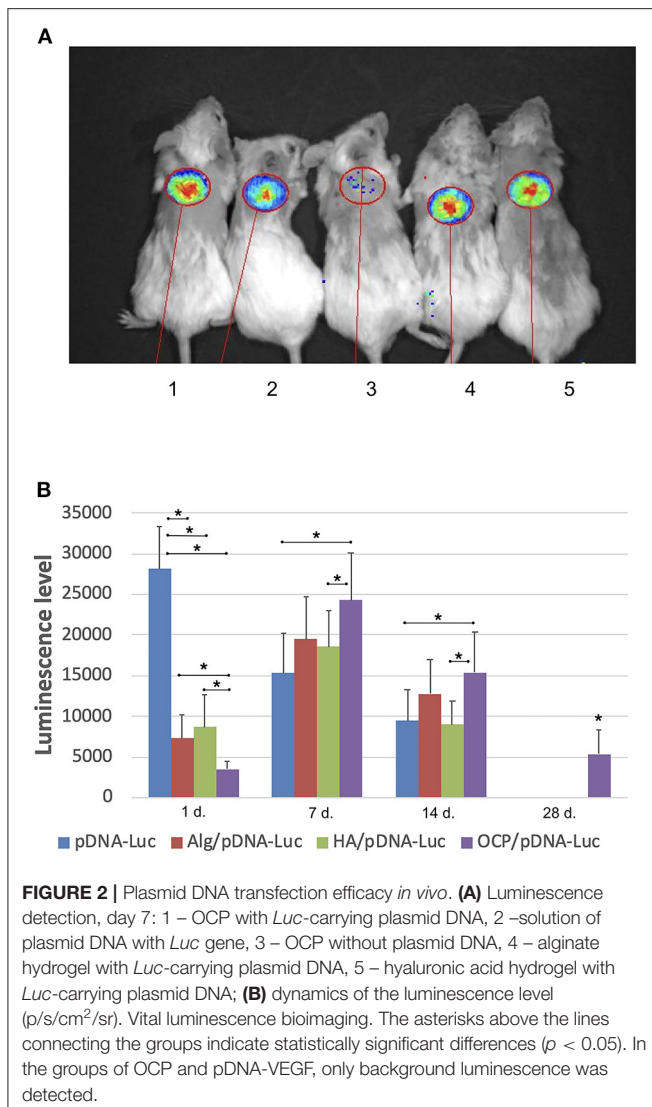 A
1 2 3 4 5
B
Luminescence level
35000
30000
25000
20000
15000
10000
5000
0
* * * * * * * * * *
1 d. 7 d. 14 d. 28 d.
pDNA-Luc Alg/pDNA-Luc HA/pDNA-Luc OCP/pDNA-Luc
FIGURE 2 | Plasmid DNA transfection efficacy in vivo. (A) Luminescence
detection, day 7: 1 – OCP with Luc-carrying plasmid DNA, 2 –solution of
plasmid DNA with Luc gene, 3 – OCP without plasmid DNA, 4 – alginate
hydrogel with Luc-carrying plasmid DNA, 5 – hyaluronic acid hydrogel with
Luc-carrying plasmid DNA; (B) dynamics of the luminescence level
(p/s/cm²/sr). Vital luminescence bioimaging. The asterisks above the lines
connecting the groups indicate statistically significant differences (p < 0.05). In
the groups of OCP and pDNA-VEGF, only background luminescence was
detected.